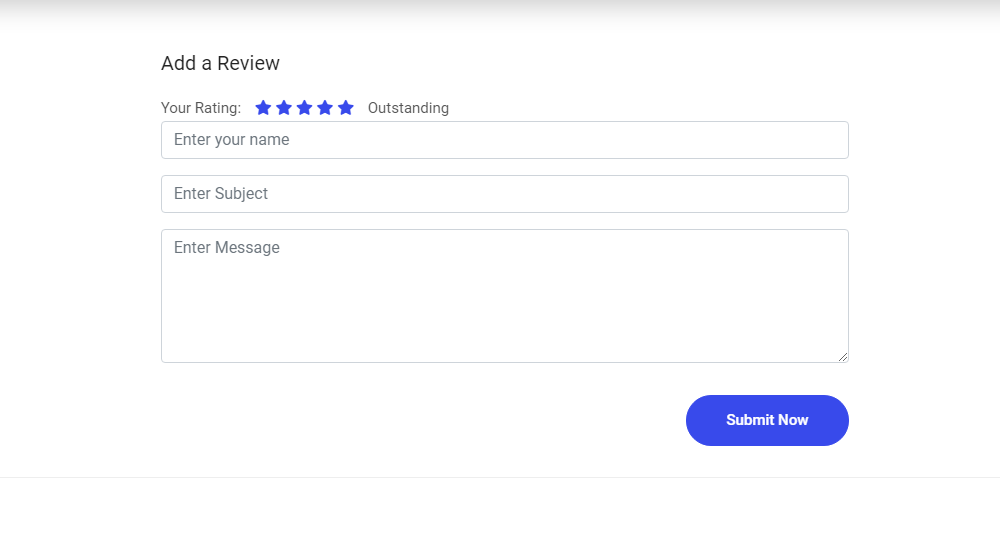 Add a Review
Your Rating: Outstanding
Enter your name
Enter Subject
Enter Message
Submit Now